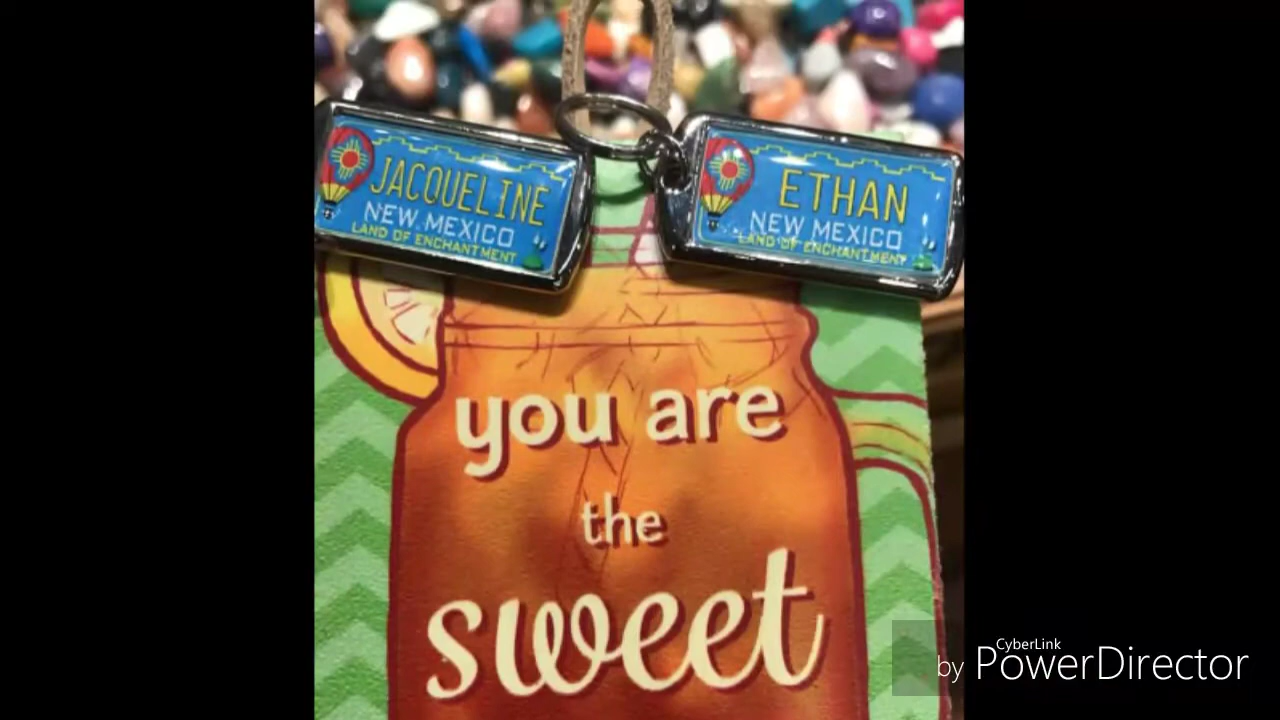 JACQUELINE
NEW MEXICO
LAND OF ENCHANTMENT
ETHAN
NEW MEXICO
LAND OF ENCHANTMENT
you are
the
sweet
CyberLink
by PowerDirector